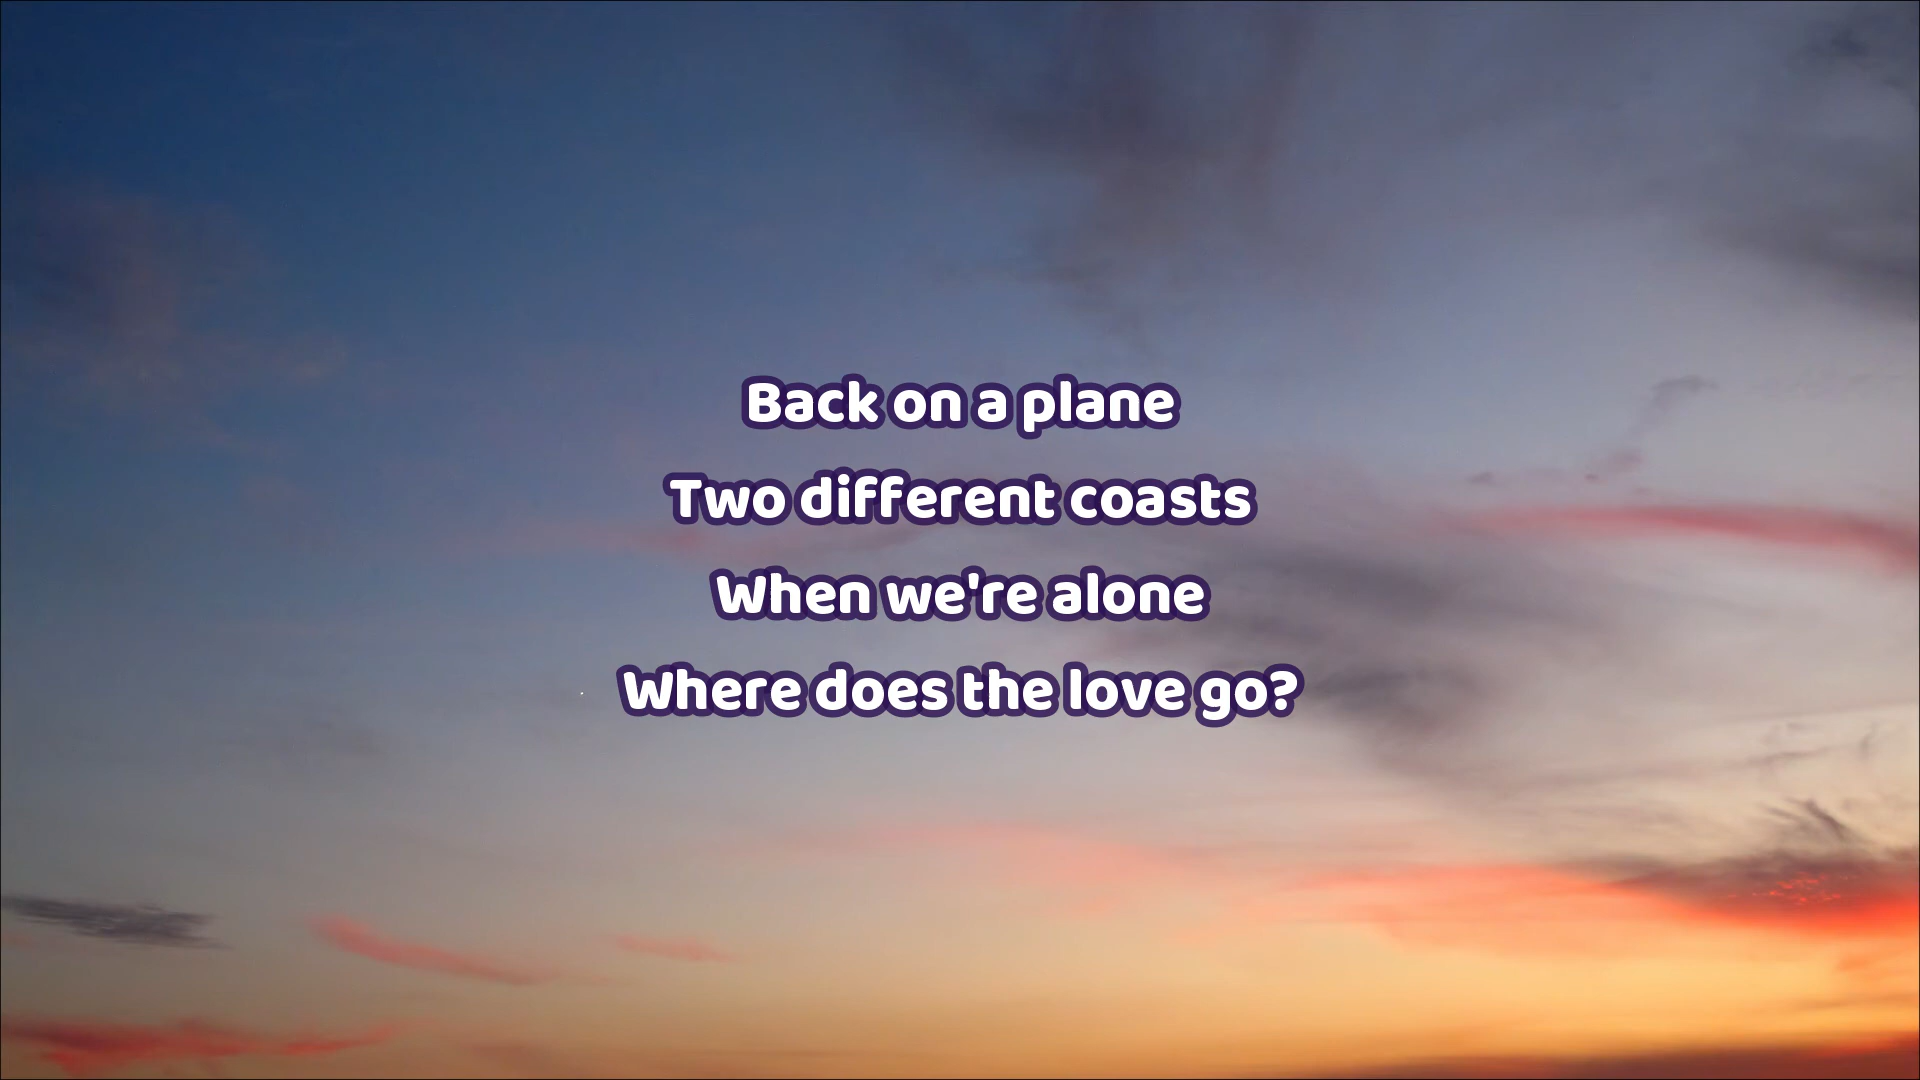 Back on a plane
Two different coasts
When we're alone
Where does the love go?